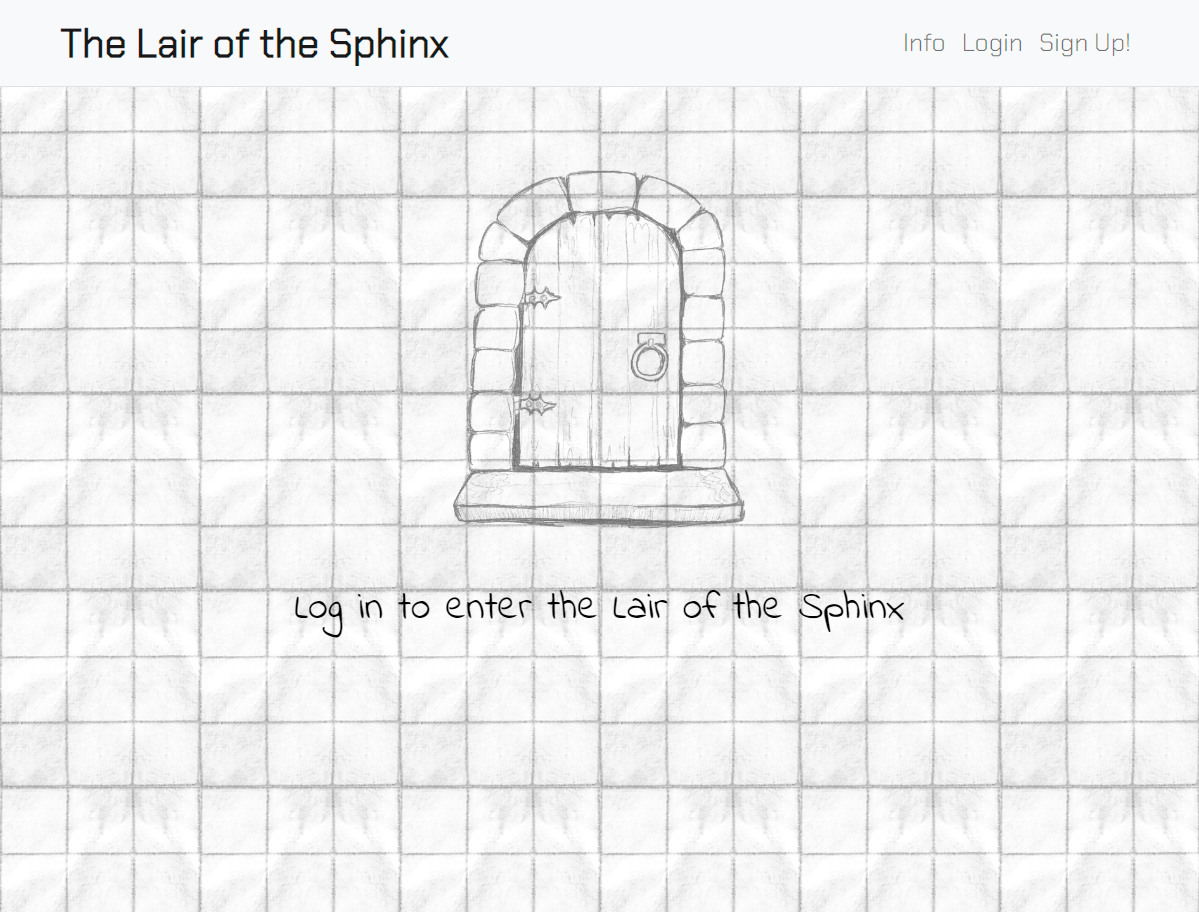 The Lair of the Sphinx
Info Login Sign Up!
Log in to enter the Lair of the Sphinx